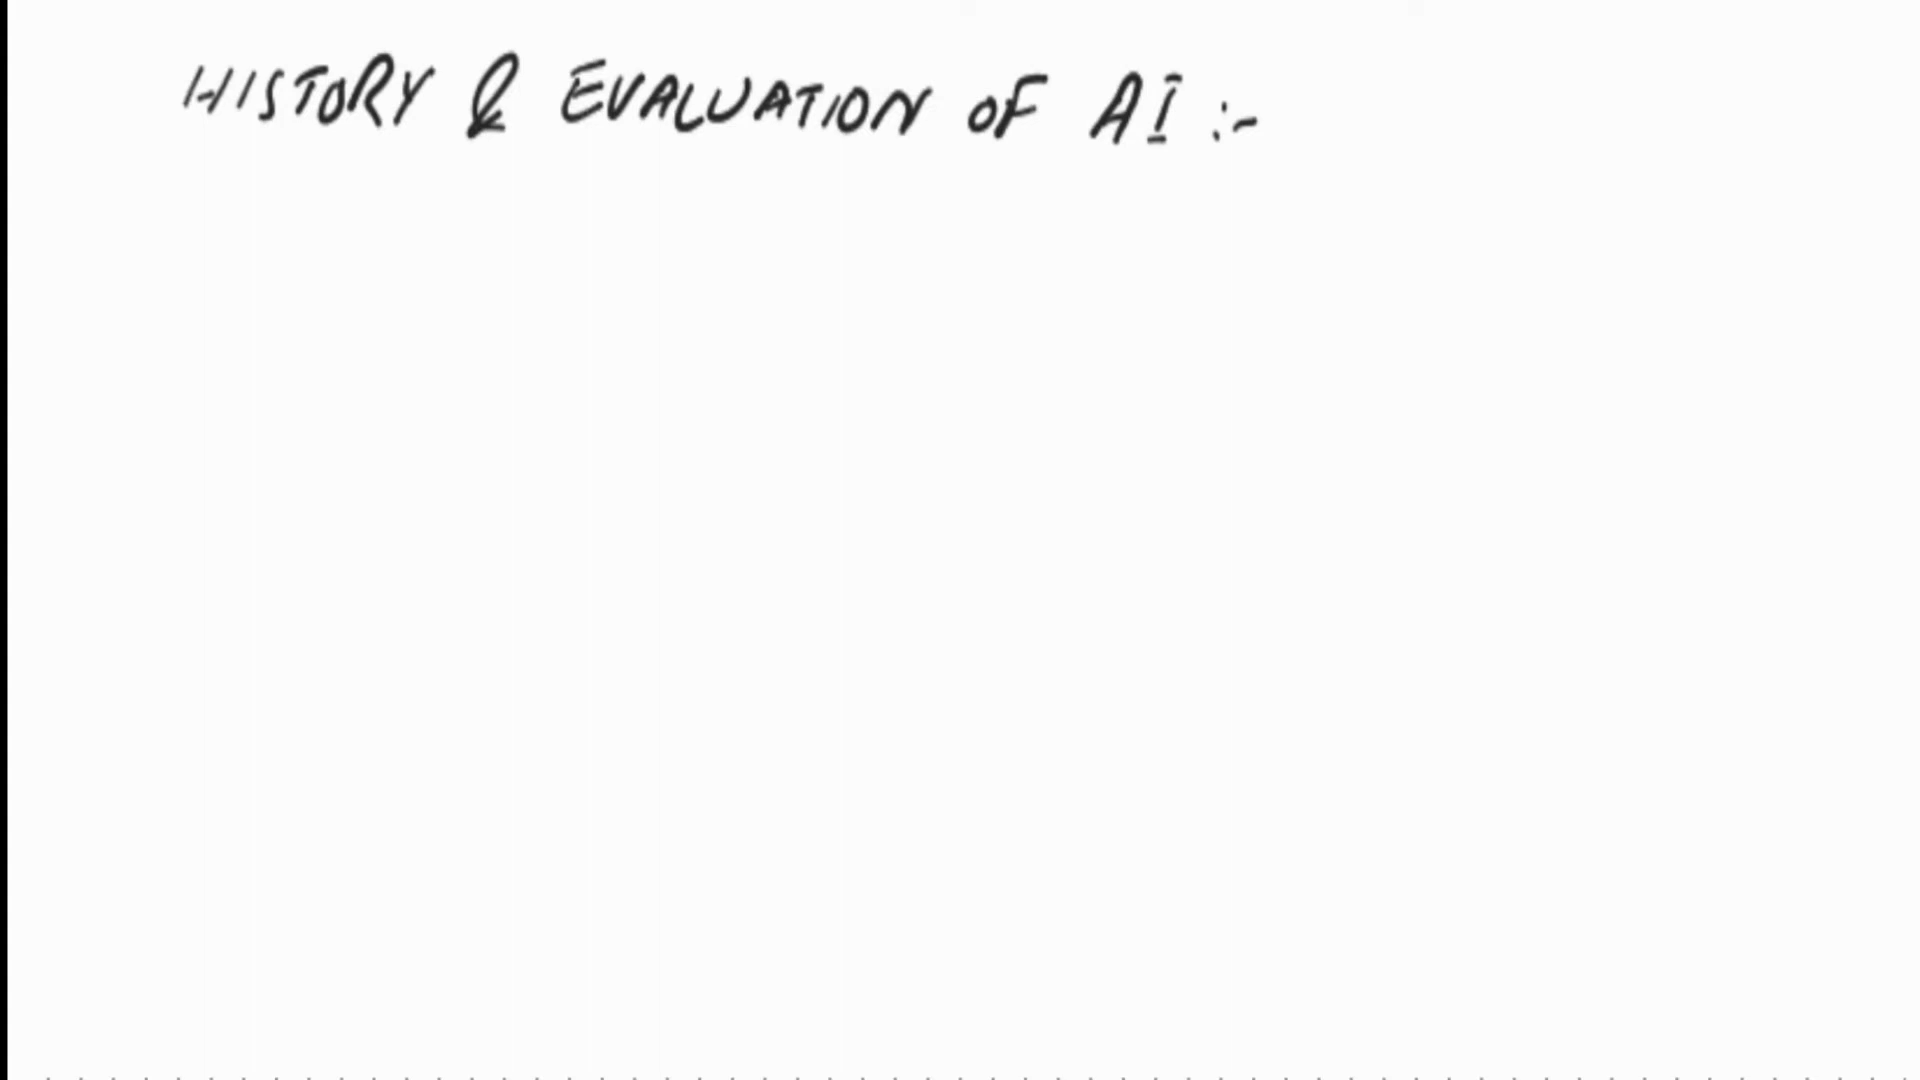 HISTORY & EVALUATION OF AI :-